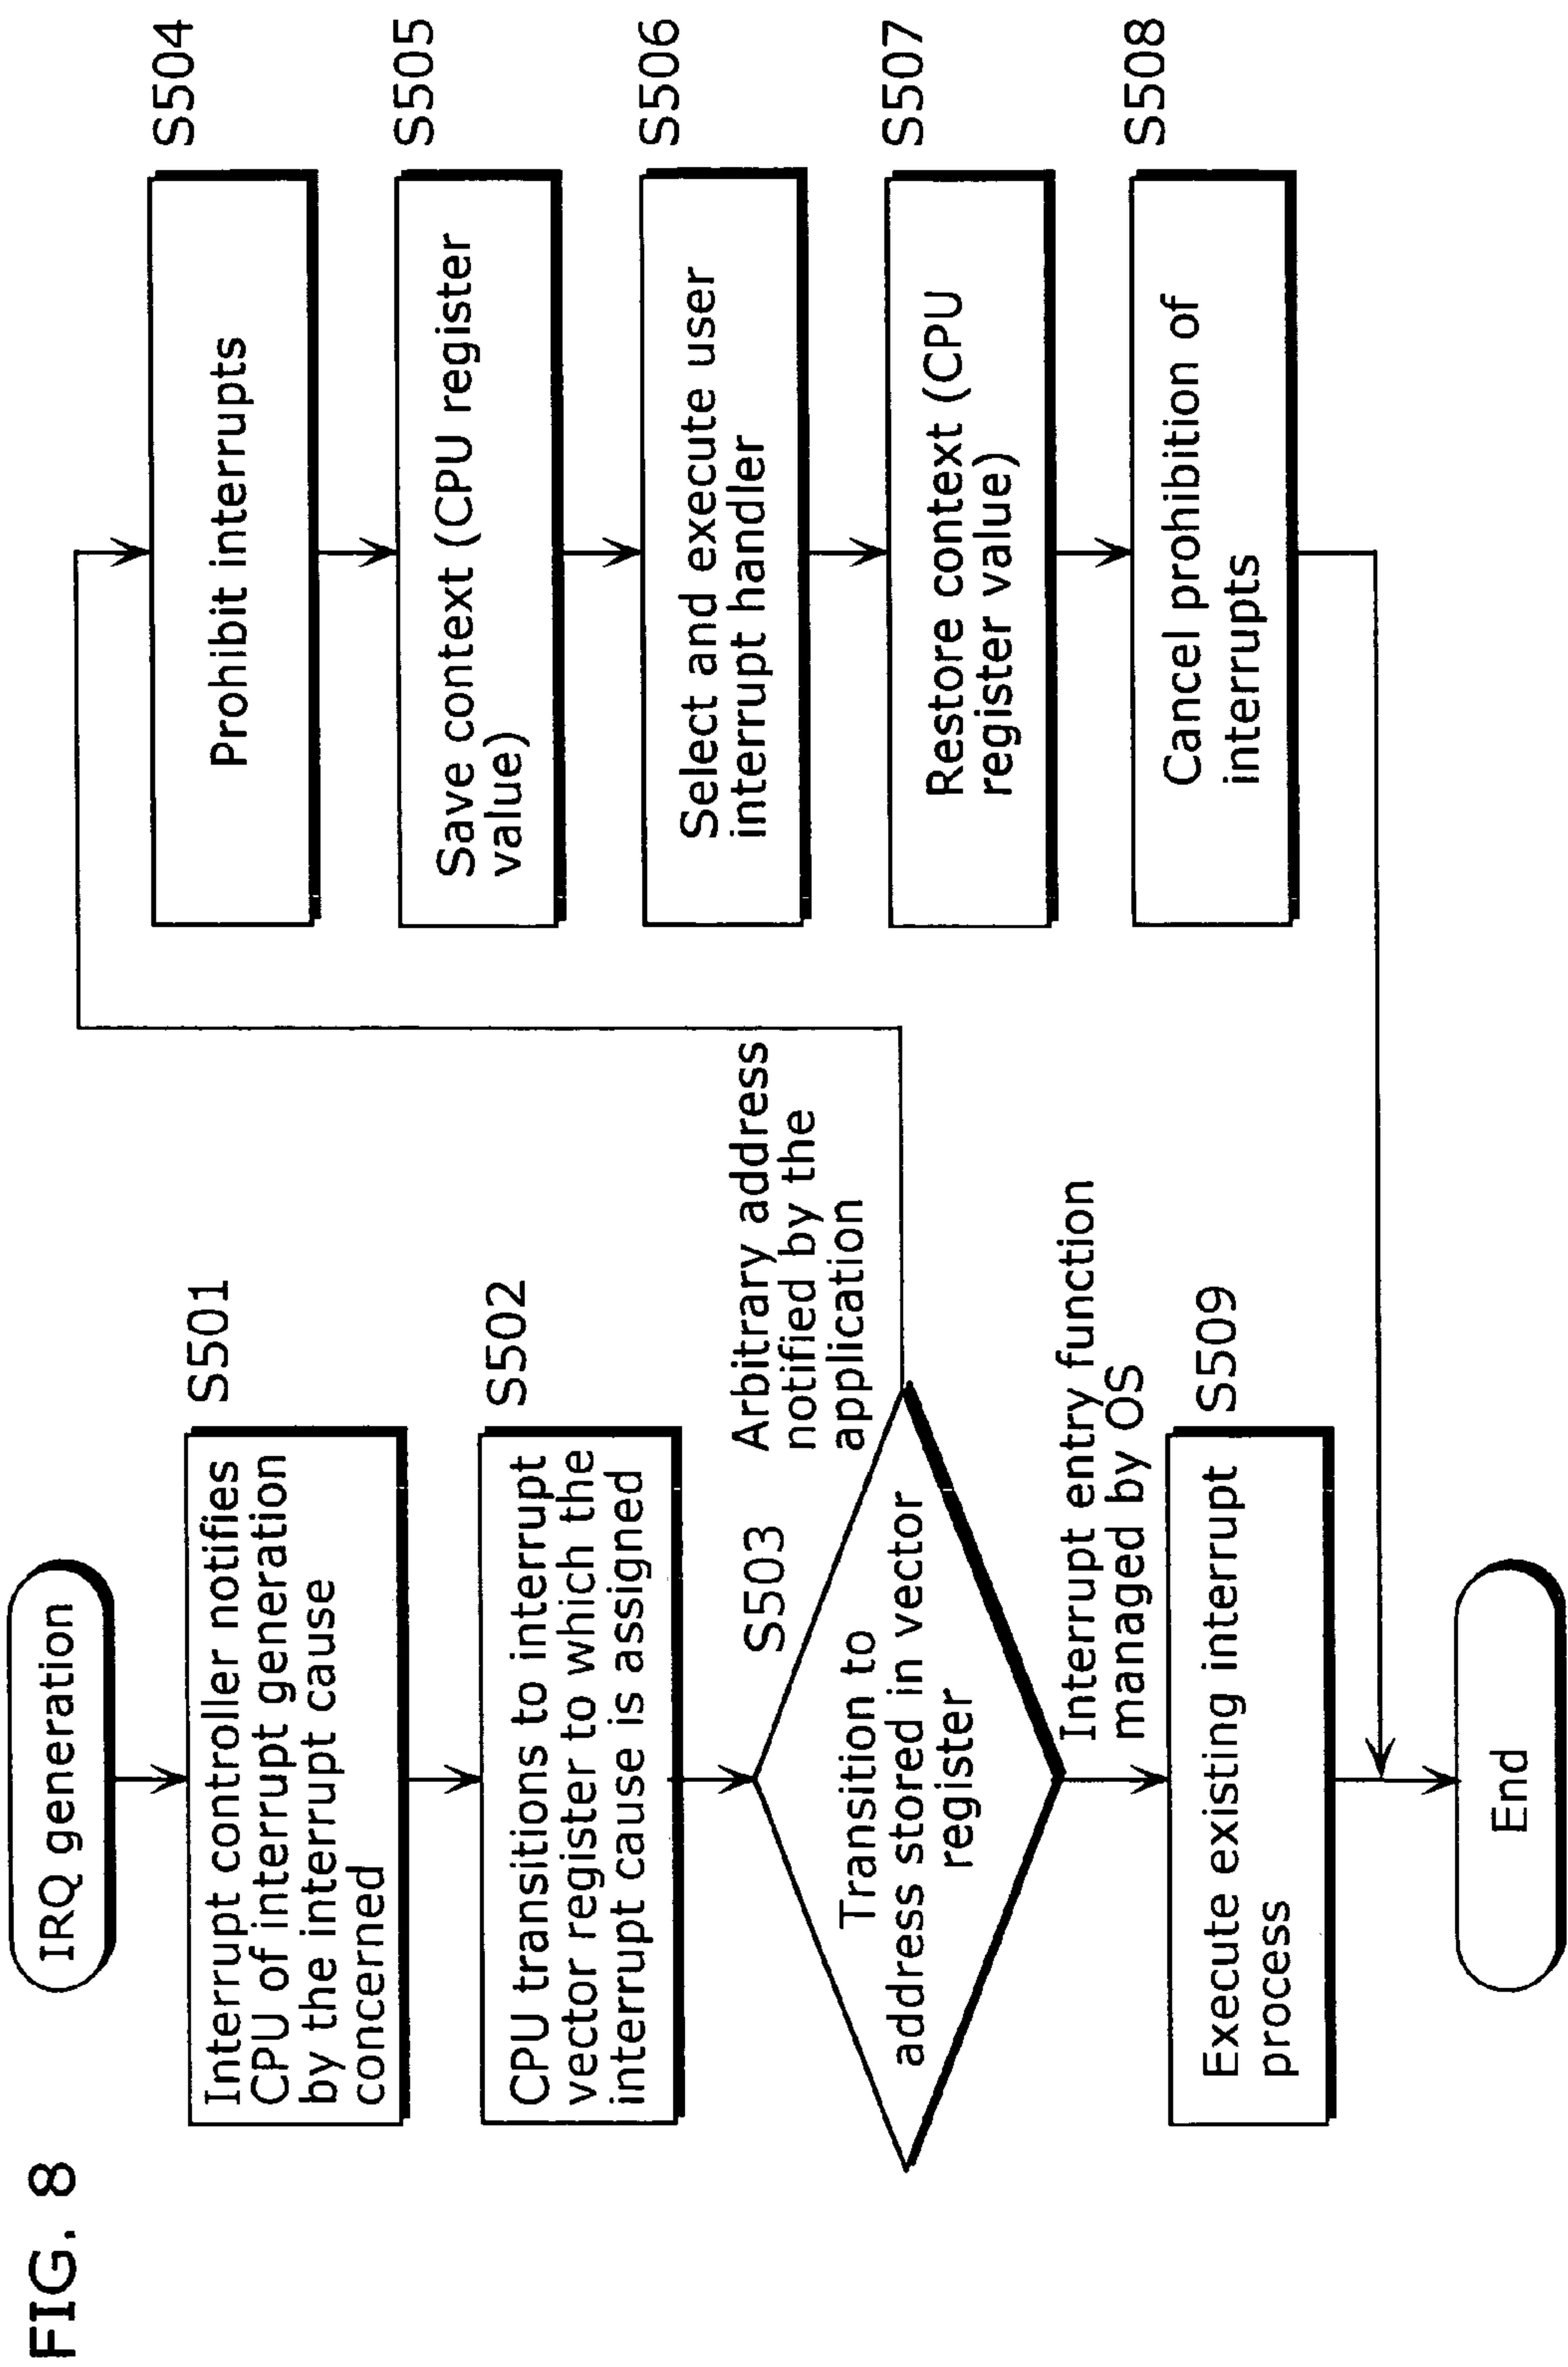 FIG. 8
IRQ generation
S501
Interrupt controller notifies
CPU of interrupt generation
by the interrupt cause
concerned
S502
CPU transitions to interrupt
vector register to which the
interrupt cause is assigned
S503
Transition to
address stored in vector
register
Arbitrary address
notified by the
application
Interrupt entry function
managed by OS
S509
Execute existing interrupt
process
End
S504
Prohibit interrupts
S505
Save context (CPU register
value)
S506
Select and execute user
interrupt handler
S507
Restore context (CPU
register value)
S508
Cancel prohibition of
interrupts